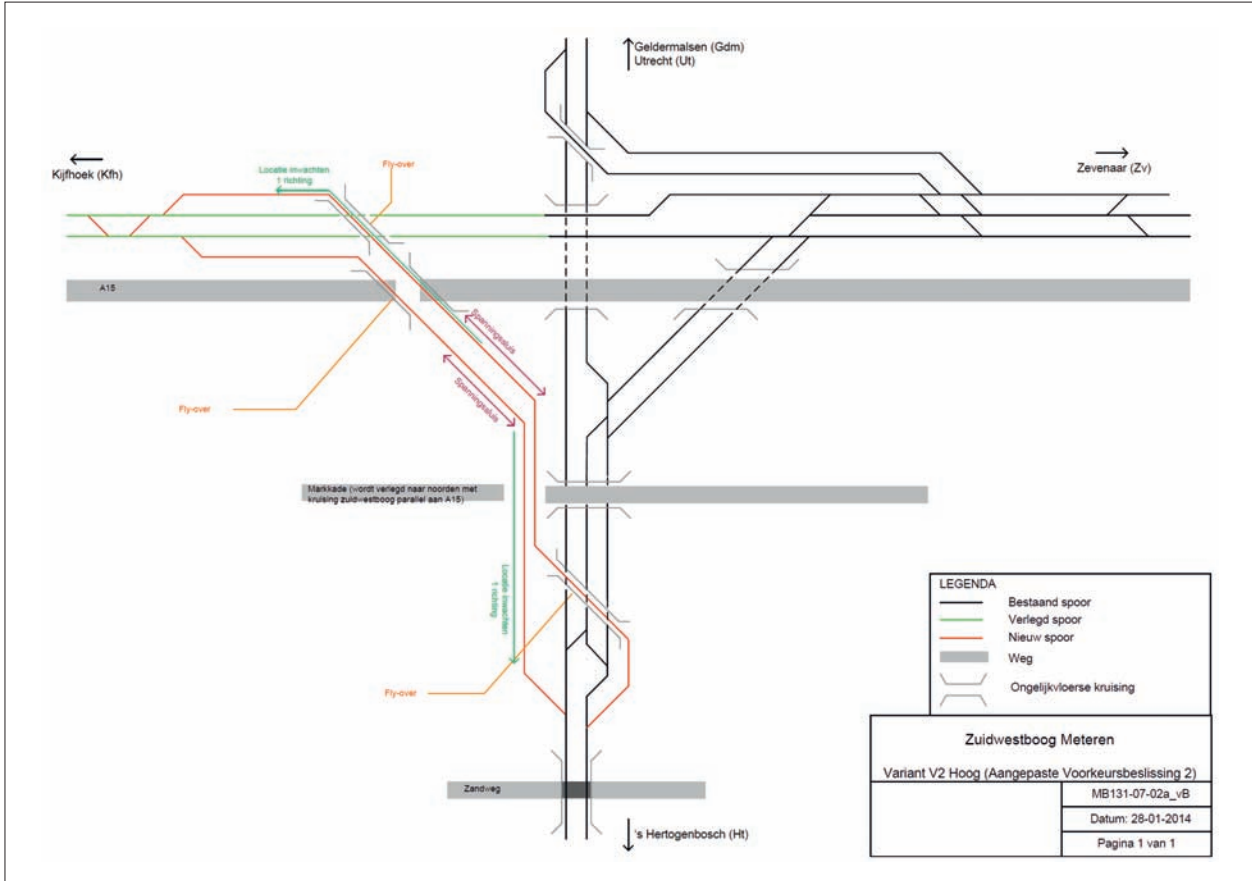 Geldermalsen (Gdm)
Utrecht (Ut)
Kijfhoek (Kfh)
Locatie inwachten
1 richting
Fly-over
Zevenaar (Zv)
A15
Spanningssluis
Spanningssluis
Fly-over
Markkade (wordt verlegd naar noorden met
kruising zuidwestboog parallel aan A15)
Locatie inwachten
1 richting
Fly-over
Zandweg
's Hertogenbosch (Ht)
LEGENDA
Bestaand spoor
Verlegd spoor
Nieuw spoor
Weg
Ongelijkvloerse kruising
Zuidwestboog Meteren
Variant V2 Hoog (Aangepaste Voorkeursbeslissing 2)
MB131-07-02a_vB
Datum: 28-01-2014
Pagina 1 van 1